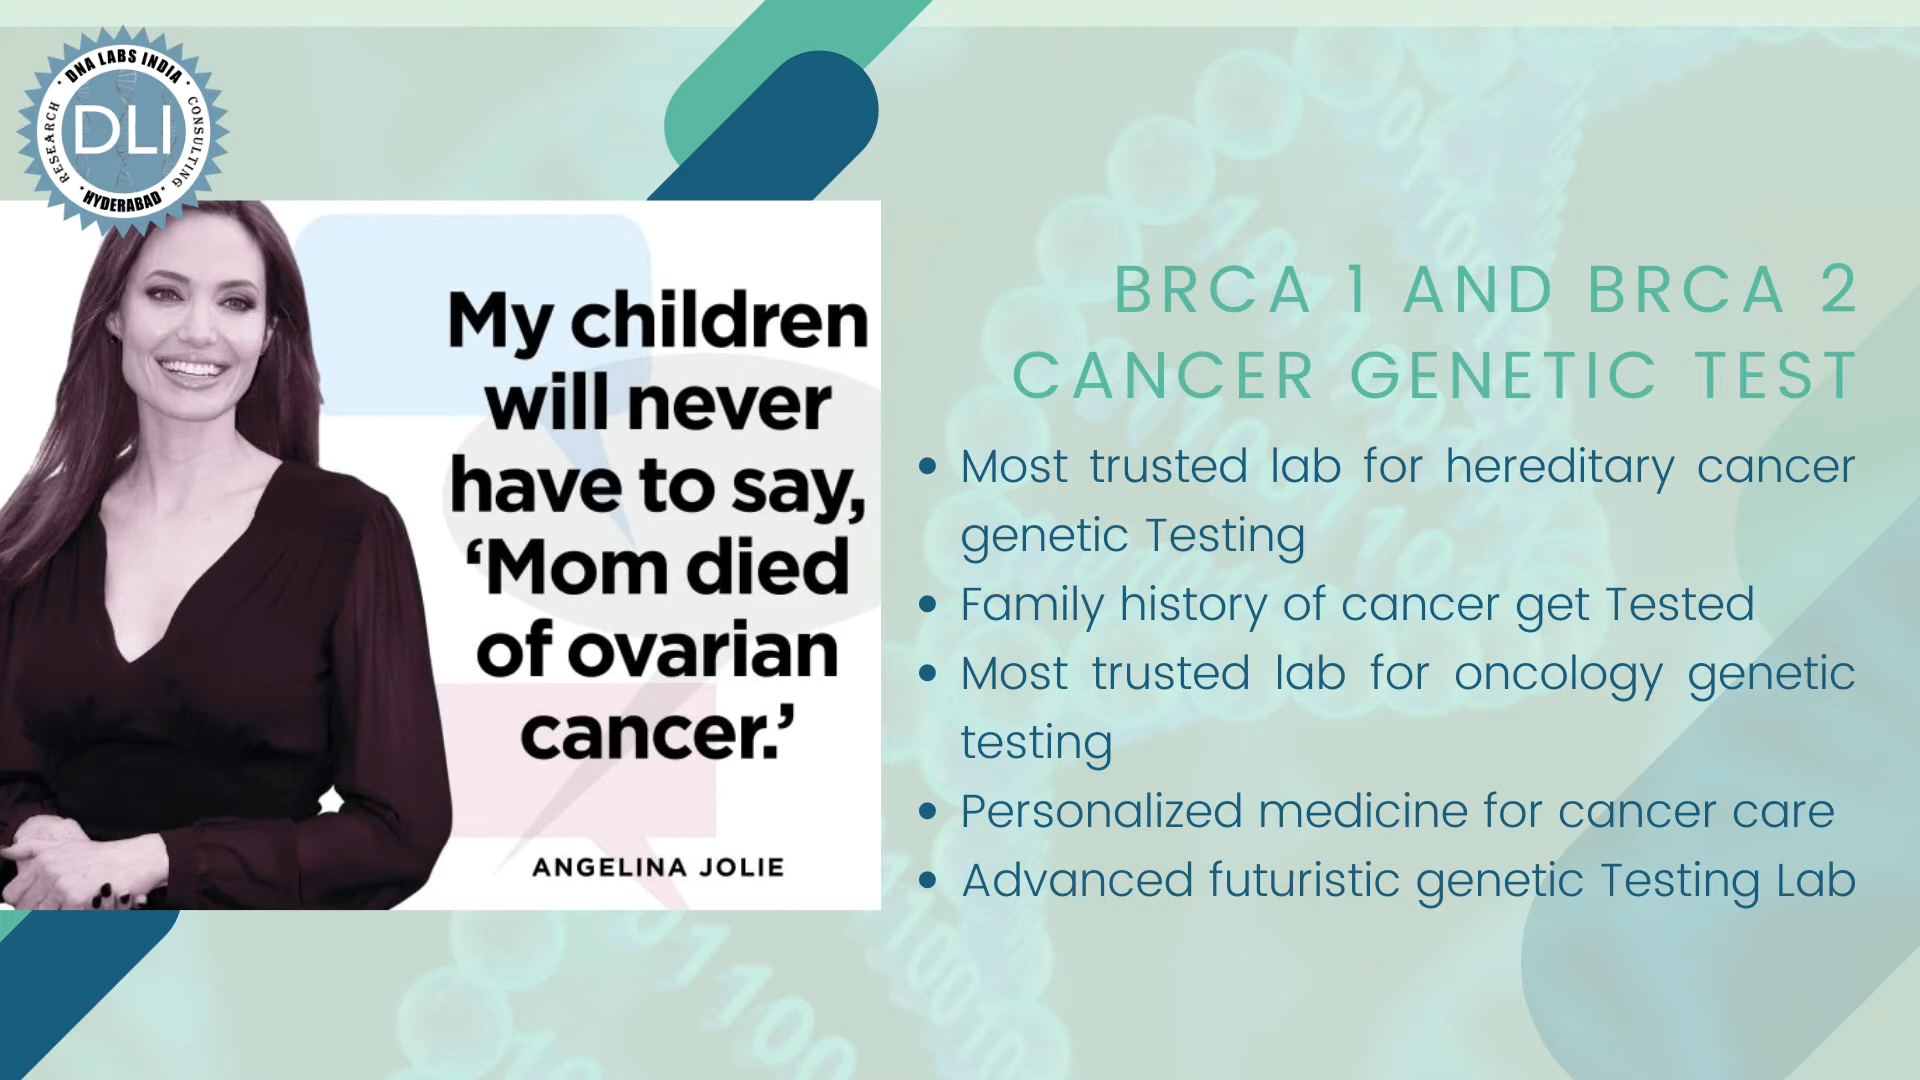 DNA LABS INDIA
RESEARCH
DLI
CONSULTING
HYDERABAD
My children
will never
have to say,
‘Mom died
of ovarian
cancer.’
ANGELINA JOLIE
BRCA 1 AND BRCA 2
CANCER GENETIC TEST
• Most trusted lab for hereditary cancer
genetic Testing
• Family history of cancer get Tested
• Most trusted lab for oncology genetic
testing
• Personalized medicine for cancer care
• Advanced futuristic genetic Testing Lab